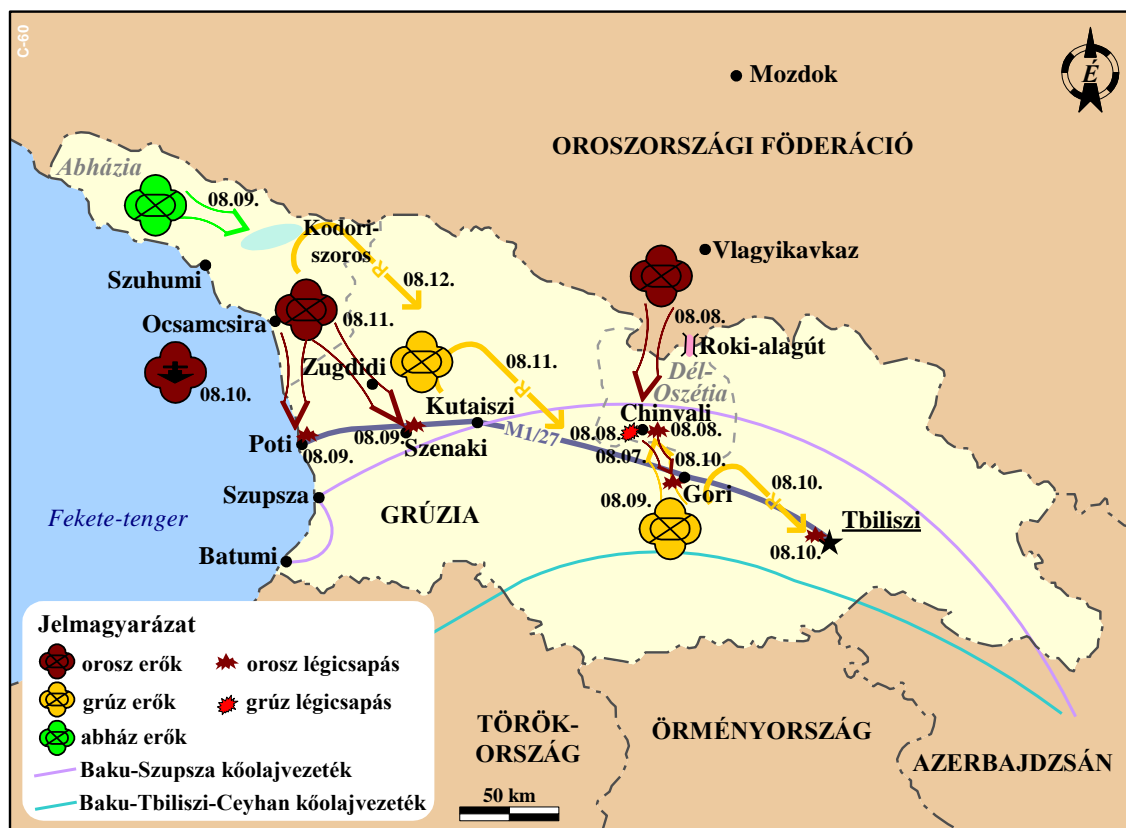 C-60
É
Mozdok
OROSZORSZÁGI FÖDERÁCIÓ
Abházia
08.09.
Kodori-
szoros
Vlagyikavkaz
Szuhumi
08.12.
08.08.
Ocsamcsira
08.11.
Roki-alagút
R
08.11.
Zugdidi
Dél-
Oszétia
08.10.
R
Kutaiszi
Chinvali
08.08.
08.08.
M1/27
Poti
08.09.
08.09.
Szenaki
08.07.
08.10.
08.10.
Szupsza
08.09.
Gori
R
Fekete-tenger
GRÚZIA
Tbiliszi
Batumi
08.10.
Jelmagyarázat
orosz erők
orosz légicsapás
grúz erők
grúz légicsapás
abház erők
Baku-Szupsza kőolajvezeték
Baku-Tbiliszi-Ceyhan kőolajvezeték
50 km
TÖRÖK-
ORSZÁG
ÖRMÉNYORSZÁG
AZERBAJDZSÁN